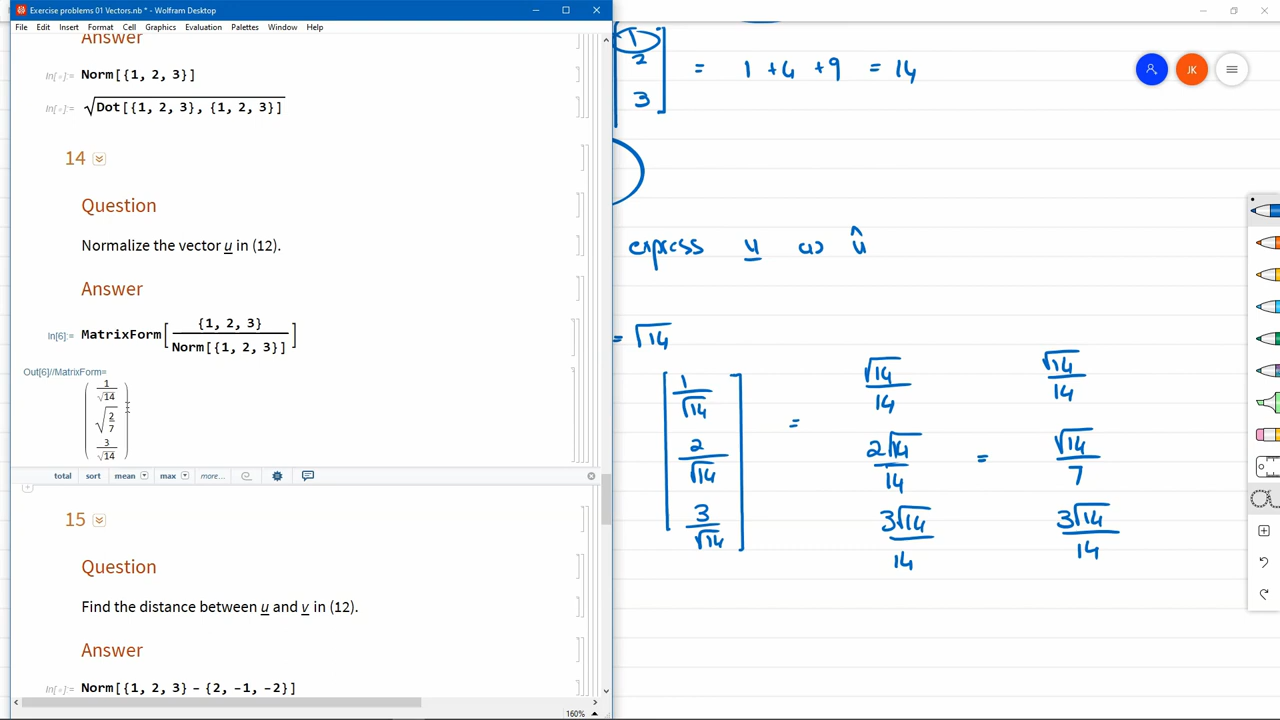 Exercise problems 01 Vectors.nb * - Wolfram Desktop
File Edit Insert Format Cell Graphics Evaluation Palettes Window Help
Answer
In[◦]:= Norm[{1, 2, 3}]
In[◦]:= √Dot[{1, 2, 3}, {1, 2, 3}]
14
Question
Normalize the vector u in (12).
Answer
In[6]:= MatrixForm[{1, 2, 3}/Norm[{1, 2, 3}]]
Out[6]//MatrixForm=
1/√14
√2/7
3/√14
total sort mean max more...
15
Question
Find the distance between u and v in (12).
Answer
In[◦]:= Norm[{1, 2, 3} - {2, -1, -2}]
160%
1
2
3
= 1 + 4 + 9 = 14
JK
express u as û
= √14
1/√14
2/√14
3/√14
=
√14/14
2√14/14
3√14/14
=
√14/14
√14/7
3√14/14